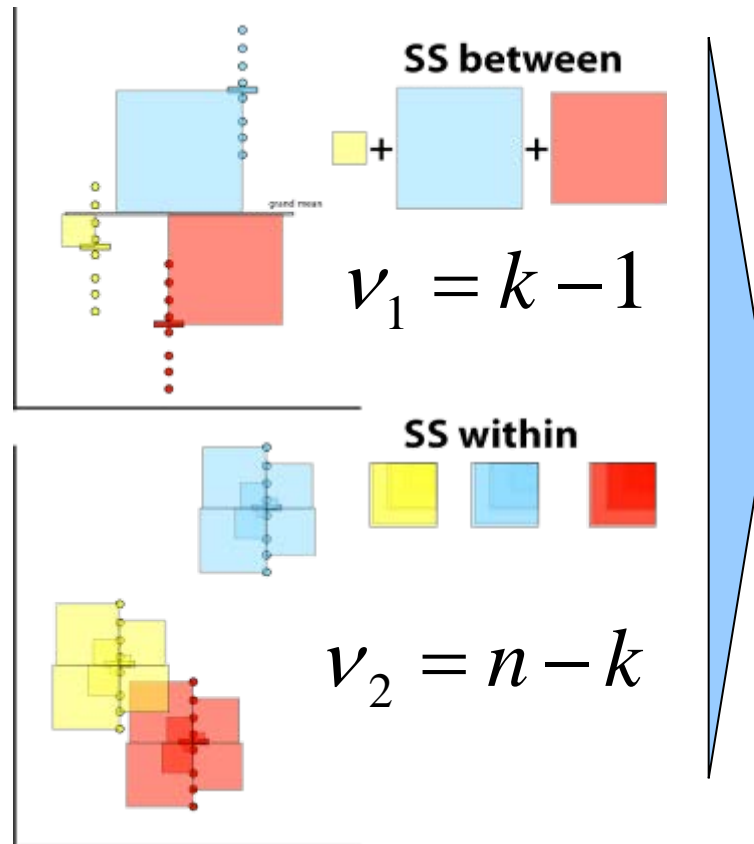 SS between
+ +
grand mean
ν₁ = k − 1
SS within
ν₂ = n − k